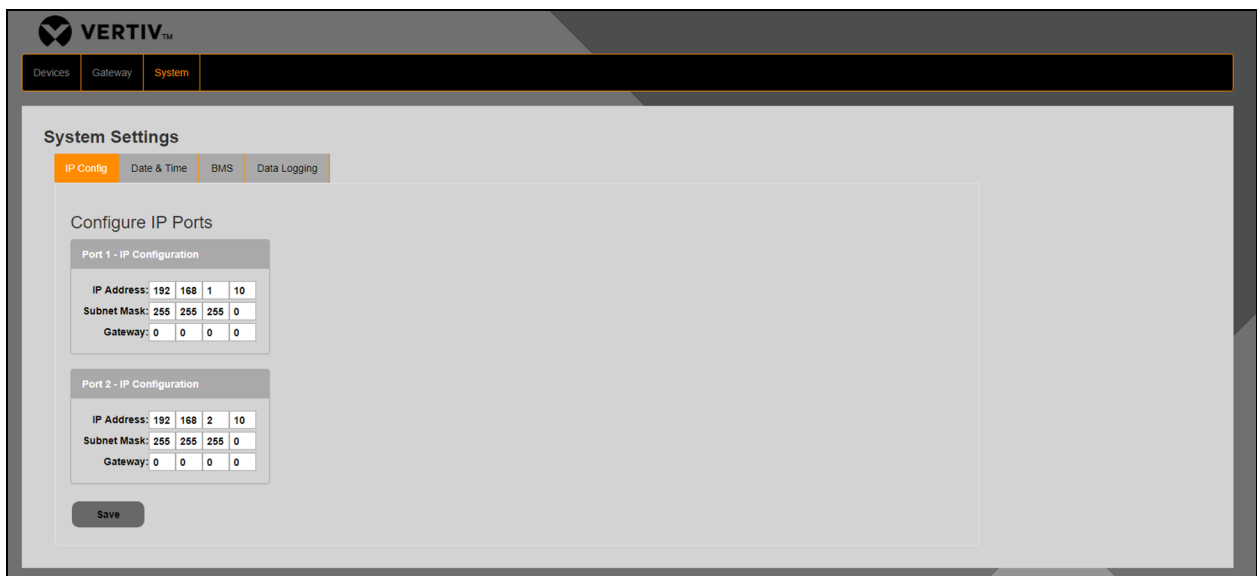 VERTIV™
Devices Gateway System
System Settings
IP Config Date & Time BMS Data Logging
Configure IP Ports
Port 1 - IP Configuration
IP Address: 192 168 1 10
Subnet Mask: 255 255 255 0
Gateway: 0 0 0 0
Port 2 - IP Configuration
IP Address: 192 168 2 10
Subnet Mask: 255 255 255 0
Gateway: 0 0 0 0
Save